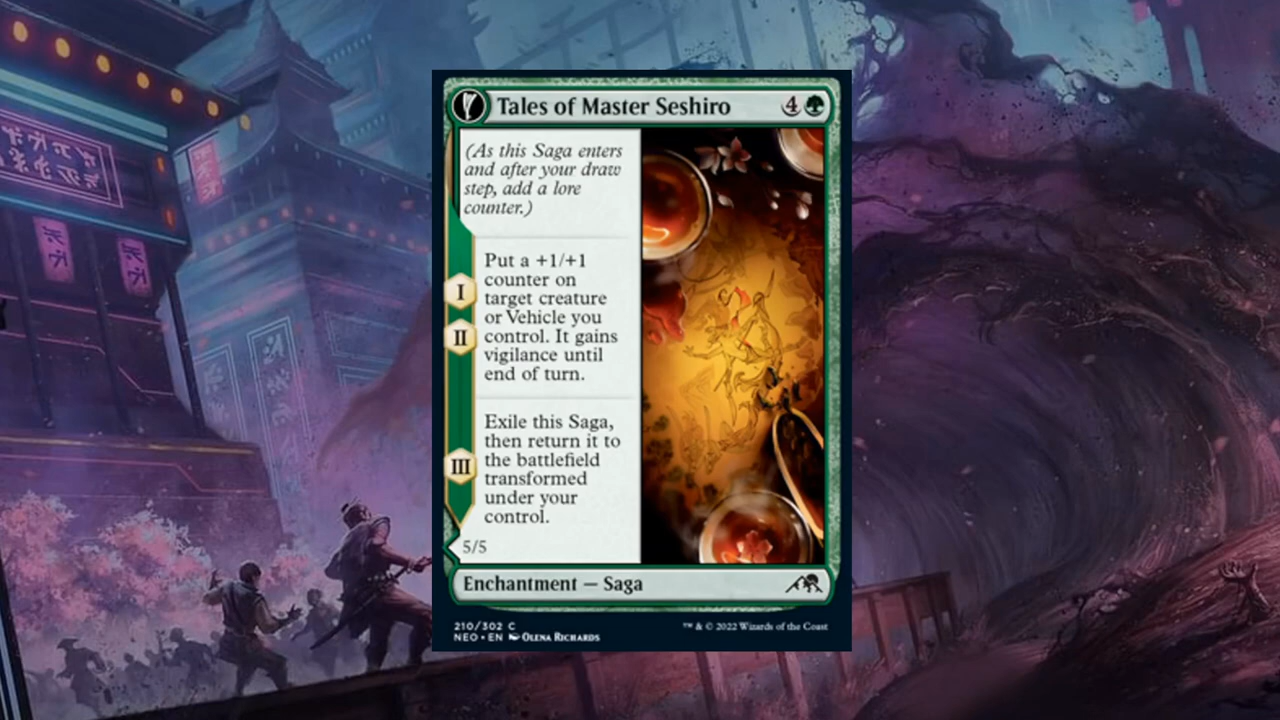 Tales of Master Seshiro 4
(As this Saga enters
and after your draw
step, add a lore
counter.)
I
II
Put a +1/+1
counter on
target creature
or Vehicle you
control. It gains
vigilance until
end of turn.
III
Exile this Saga,
then return it to
the battlefield
transformed
under your
control.
5/5
Enchantment — Saga
210/302 C
NEO • EN OLENA RICHARDS
™ & © 2022 Wizards of the Coast